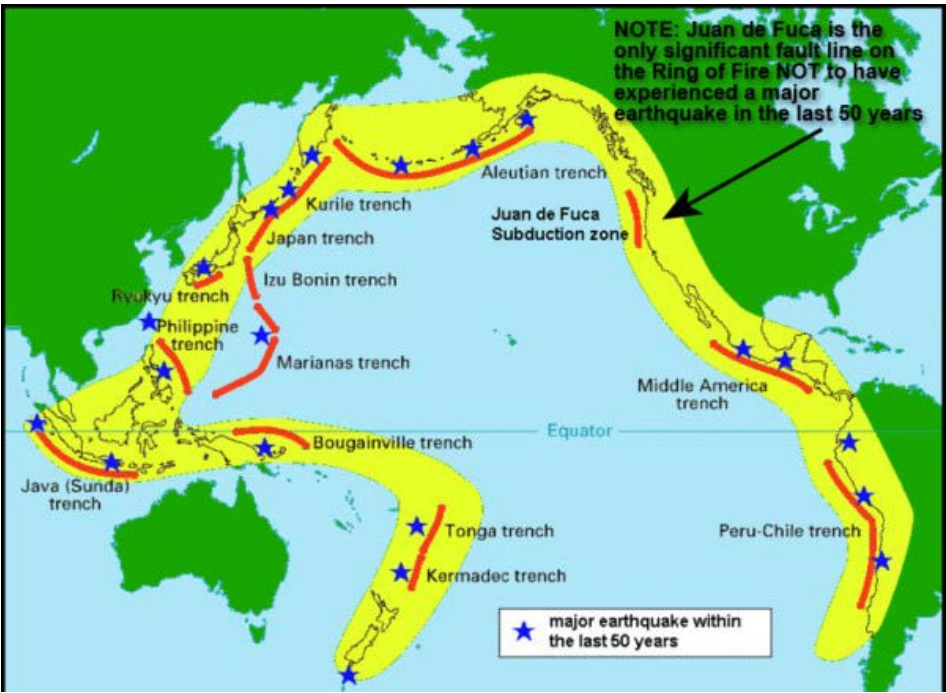 NOTE: Juan de Fuca is the
only significant fault line on
the Ring of Fire NOT to have
experienced a major
earthquake in the last 50 years
Aleutian trench
Kurile trench
Juan de Fuca
Subduction zone
Japan trench
Izu Bonin trench
Ryukyu trench
Philippine
trench
Marianas trench
Middle America
trench
Equator
Bougainville trench
Java (Sunda)
trench
Tonga trench
Peru-Chile trench
Kermadec trench
major earthquake within
the last 50 years